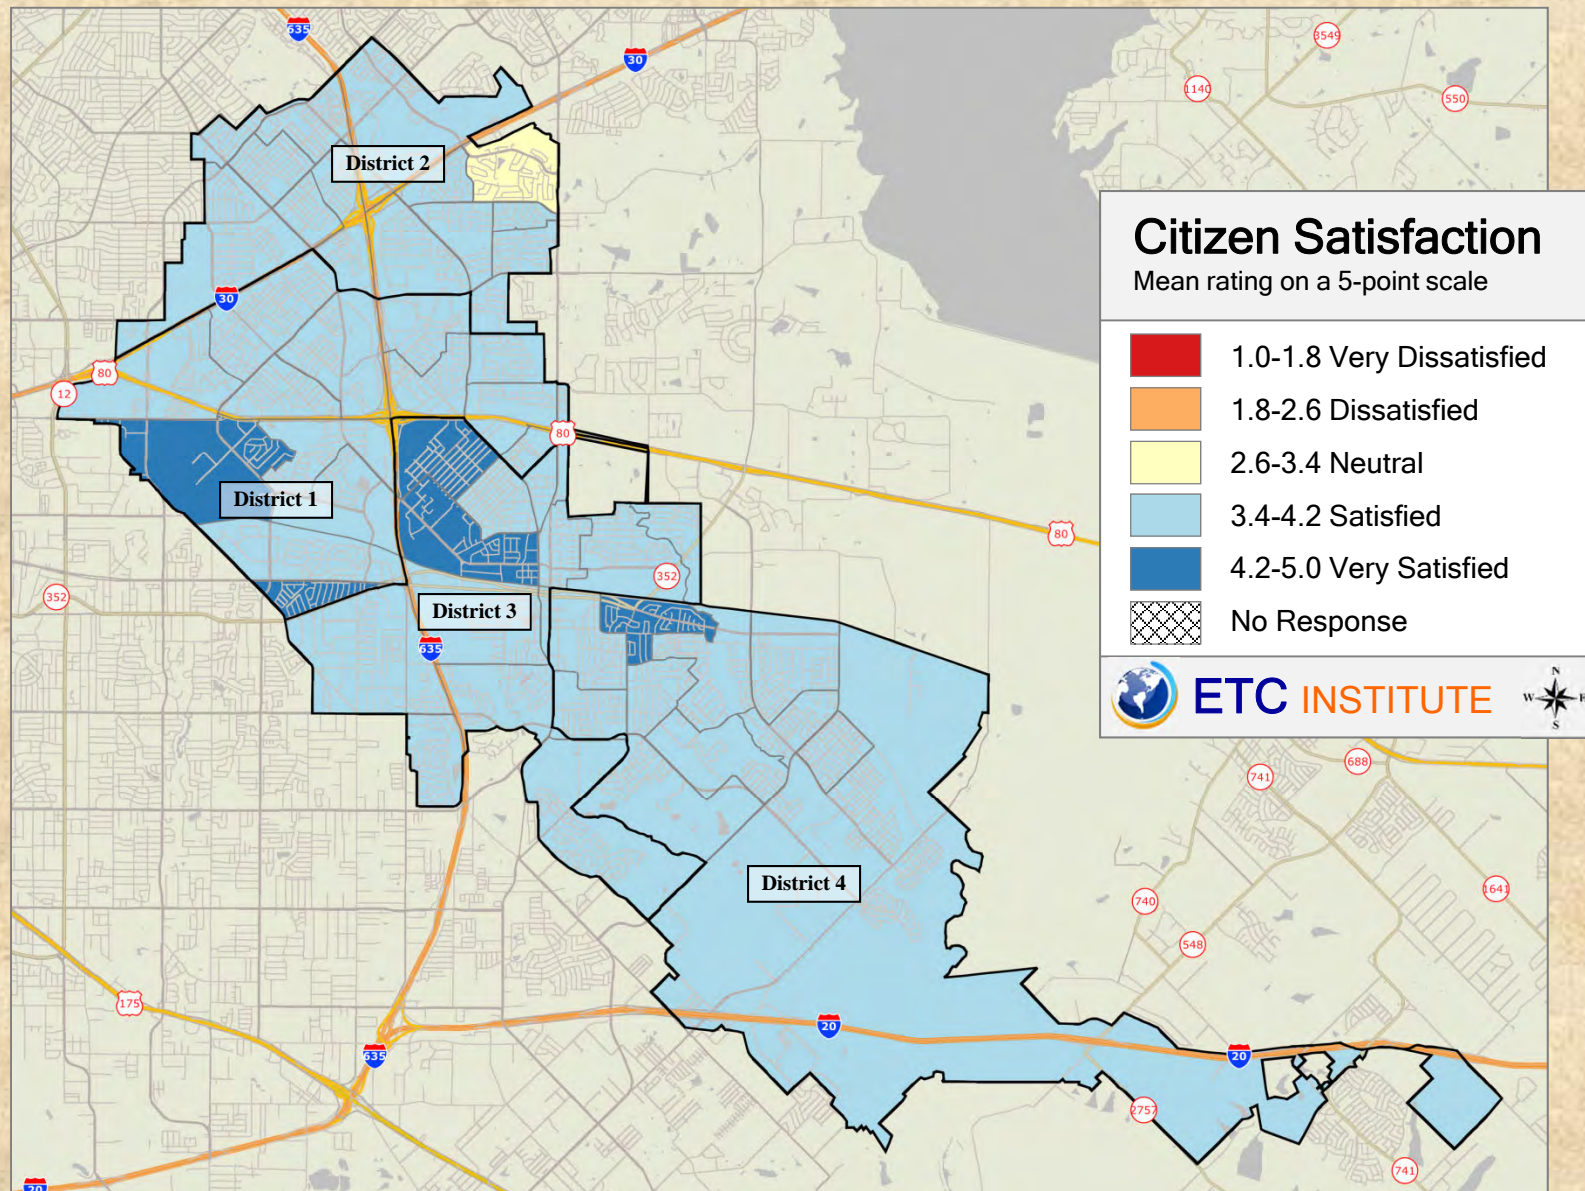 635
30
3549
1140
550
District 2
Citizen Satisfaction
Mean rating on a 5-point scale
30
1.0-1.8 Very Dissatisfied
80
12
1.8-2.6 Dissatisfied
80
2.6-3.4 Neutral
District 1
3.4-4.2 Satisfied
80
352
4.2-5.0 Very Satisfied
352
District 3
No Response
635
ETC INSTITUTE
N
W
E
S
688
741
District 4
1641
740
548
175
20
635
20
2757
741
20